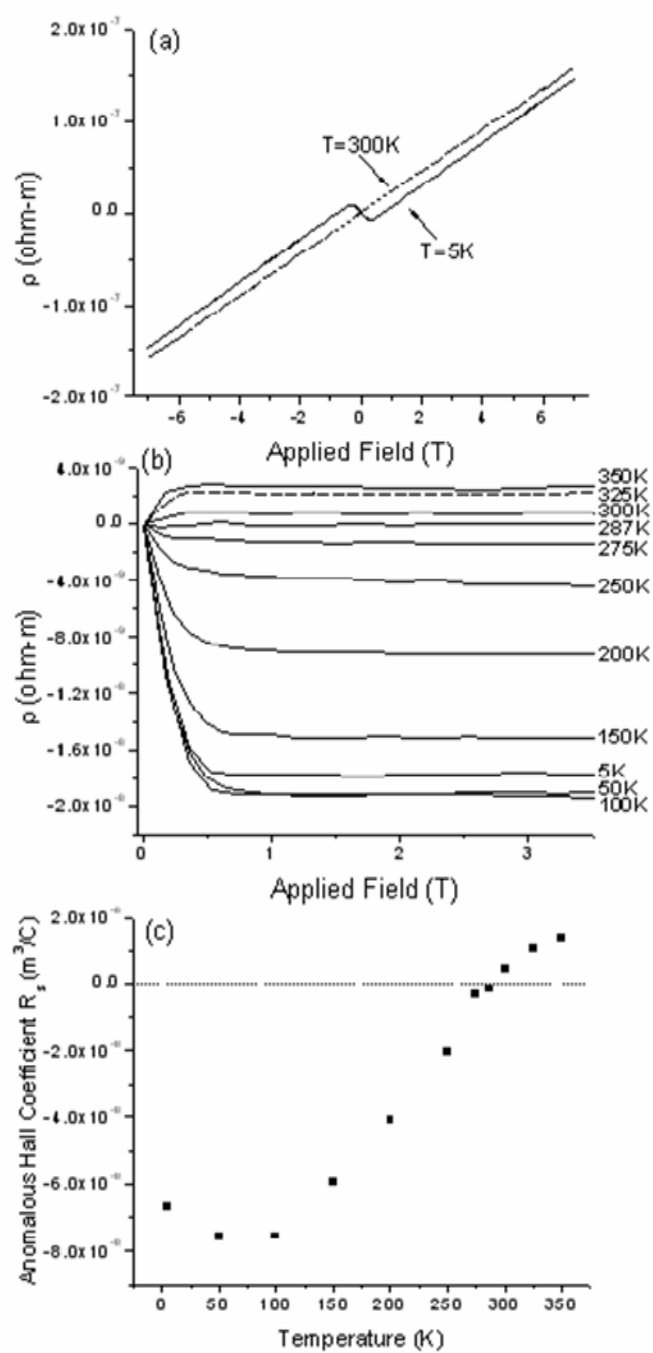 (a)
2.0x10⁻⁷
1.0x10⁻⁷
0.0
-1.0x10⁻⁷
-2.0x10⁻⁷
ρ (ohm-m)
T=300K
T=5K
-6 -4 -2 0 2 4 6
Applied Field (T)
(b)
4.0x10⁻⁹
0.0
-4.0x10⁻⁹
-8.0x10⁻⁹
-1.2x10⁻⁸
-1.6x10⁻⁸
-2.0x10⁻⁸
ρ (ohm-m)
350K
325K
300K
287K
275K
250K
200K
150K
5K
50K
100K
0 1 2 3
Applied Field (T)
(c)
2.0x10⁻⁸
0.0
-2.0x10⁻⁸
-4.0x10⁻⁸
-6.0x10⁻⁸
-8.0x10⁻⁸
Anomalous Hall Coefficient Rₛ (m³/C)
0 50 100 150 200 250 300 350
Temperature (K)